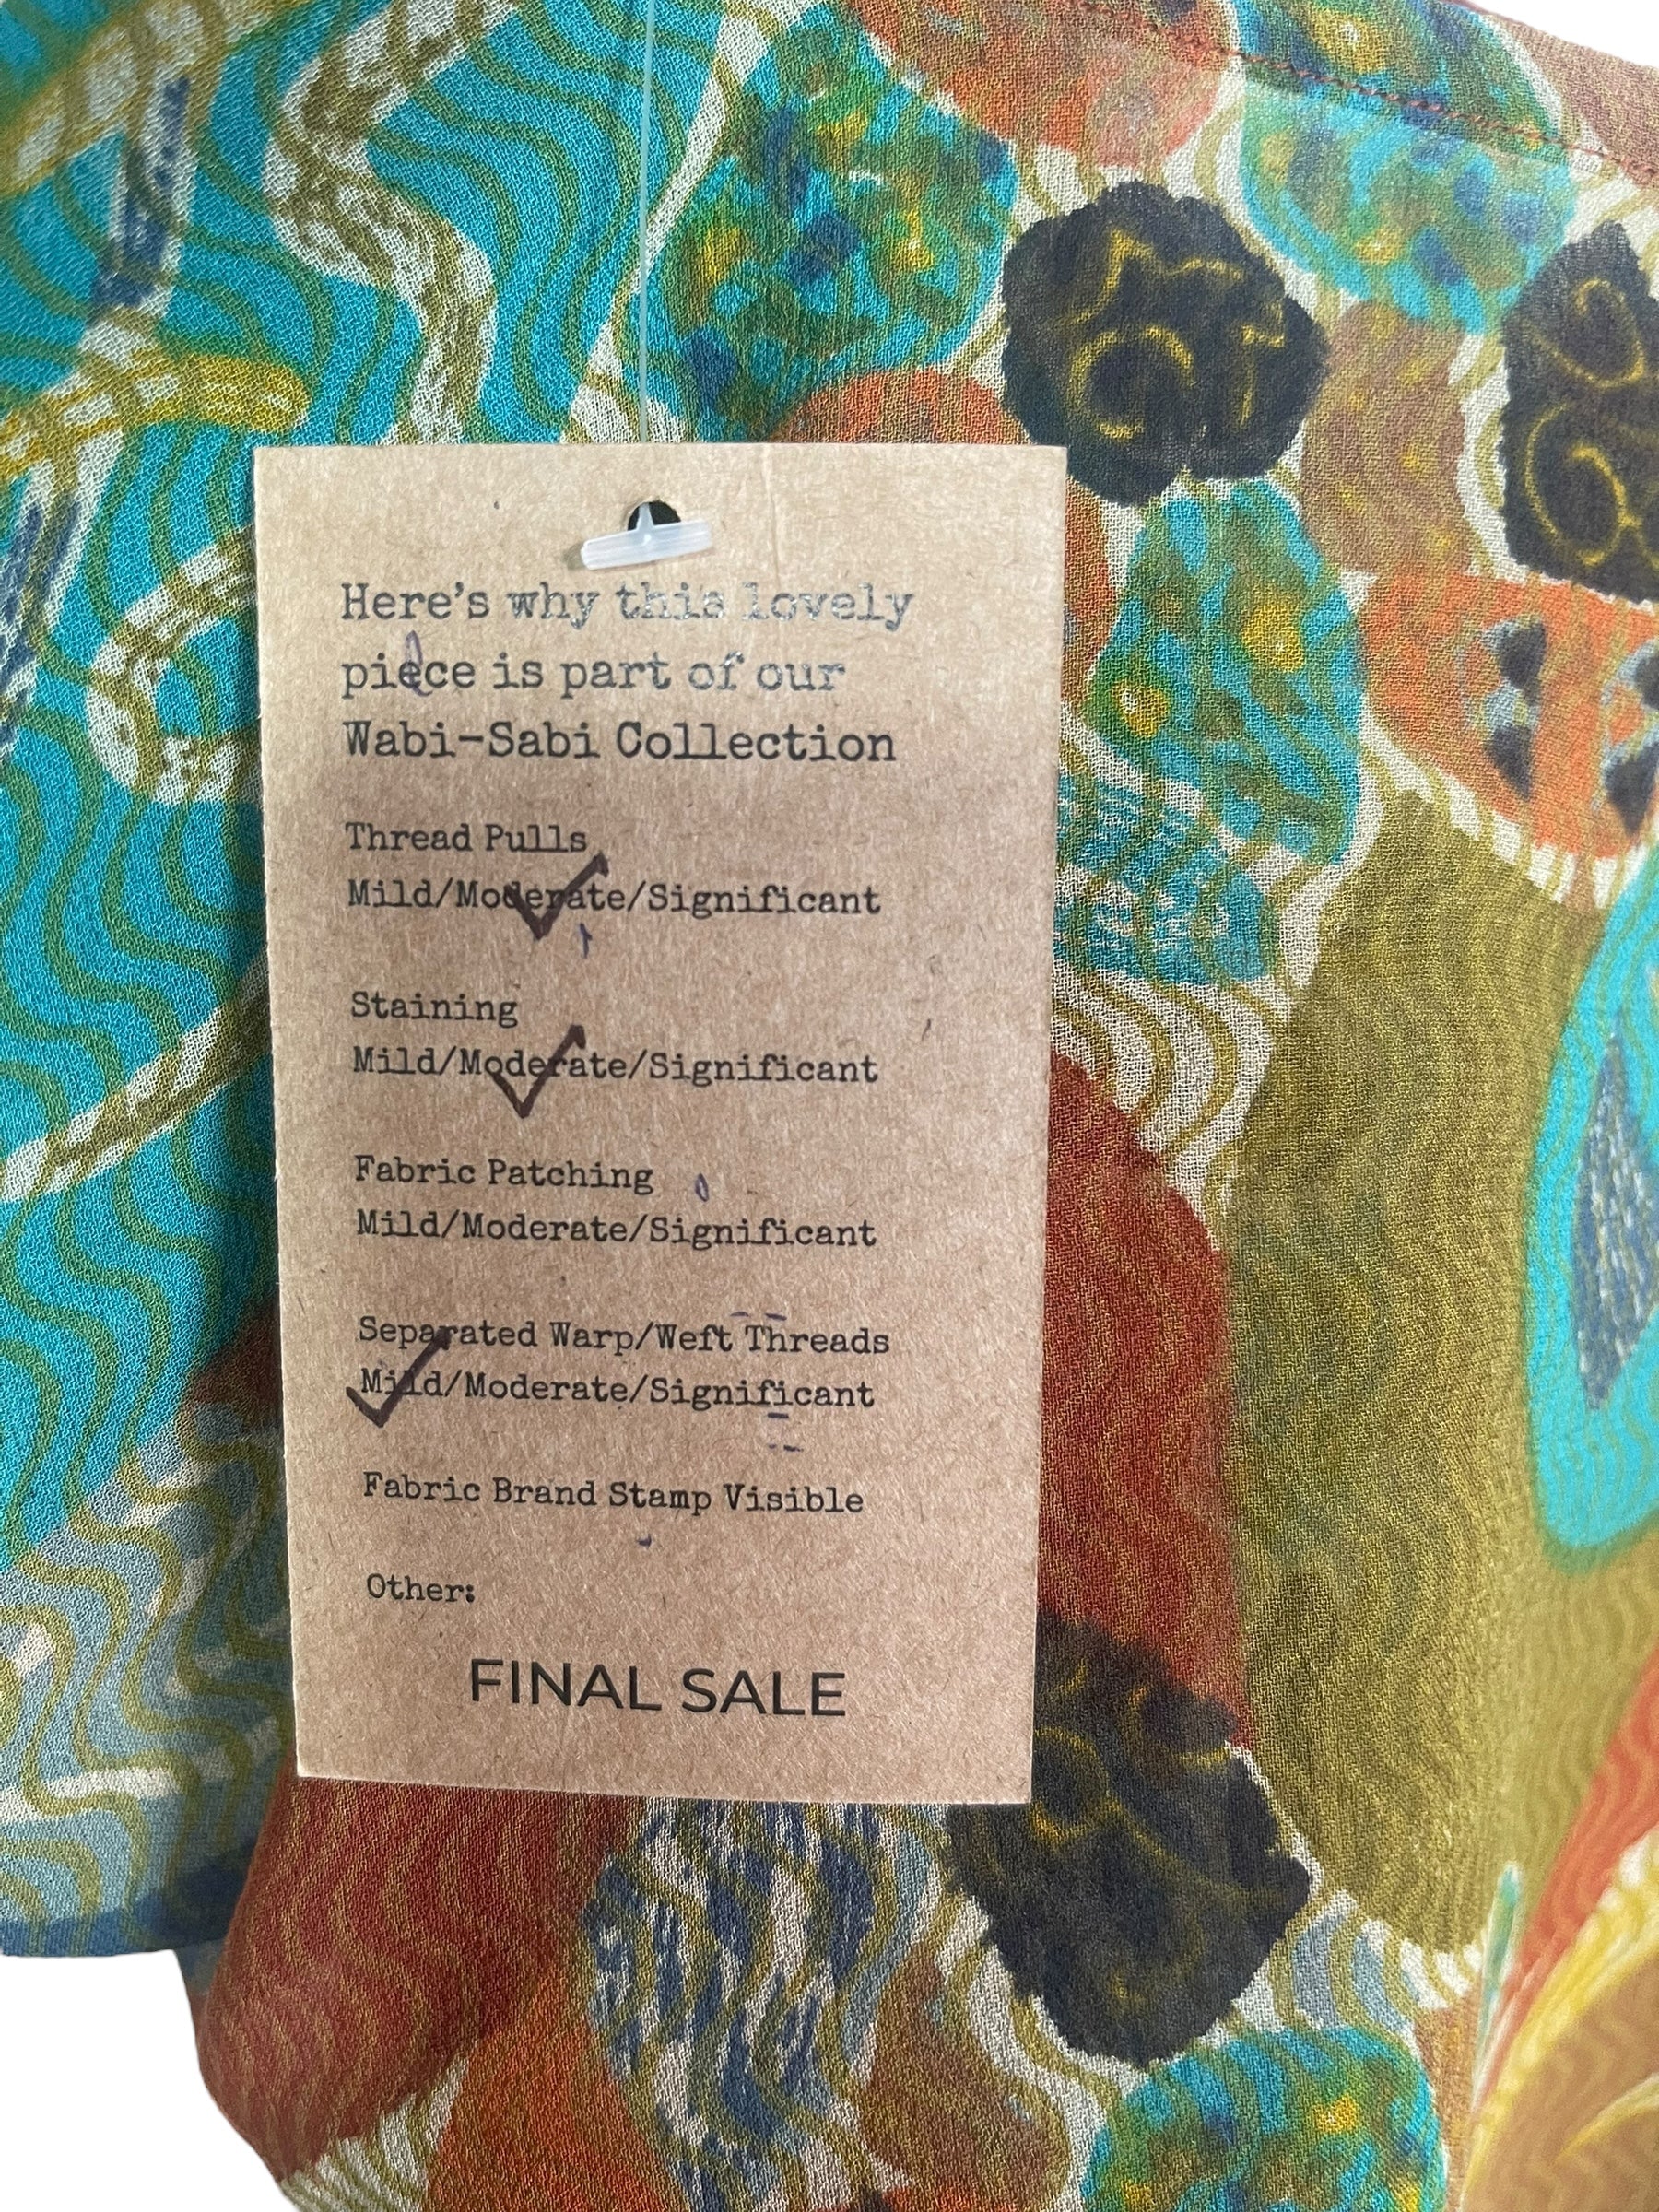 Here's why this lovely
piece is part of our
Wabi-Sabi Collection
Thread Pulls
Mild/Moderate/Significant
Staining
Mild/Moderate/Significant
Fabric Patching
Mild/Moderate/Significant
Separated Warp/Weft Threads
Mild/Moderate/Significant
Fabric Brand Stamp Visible
Other:
FINAL SALE